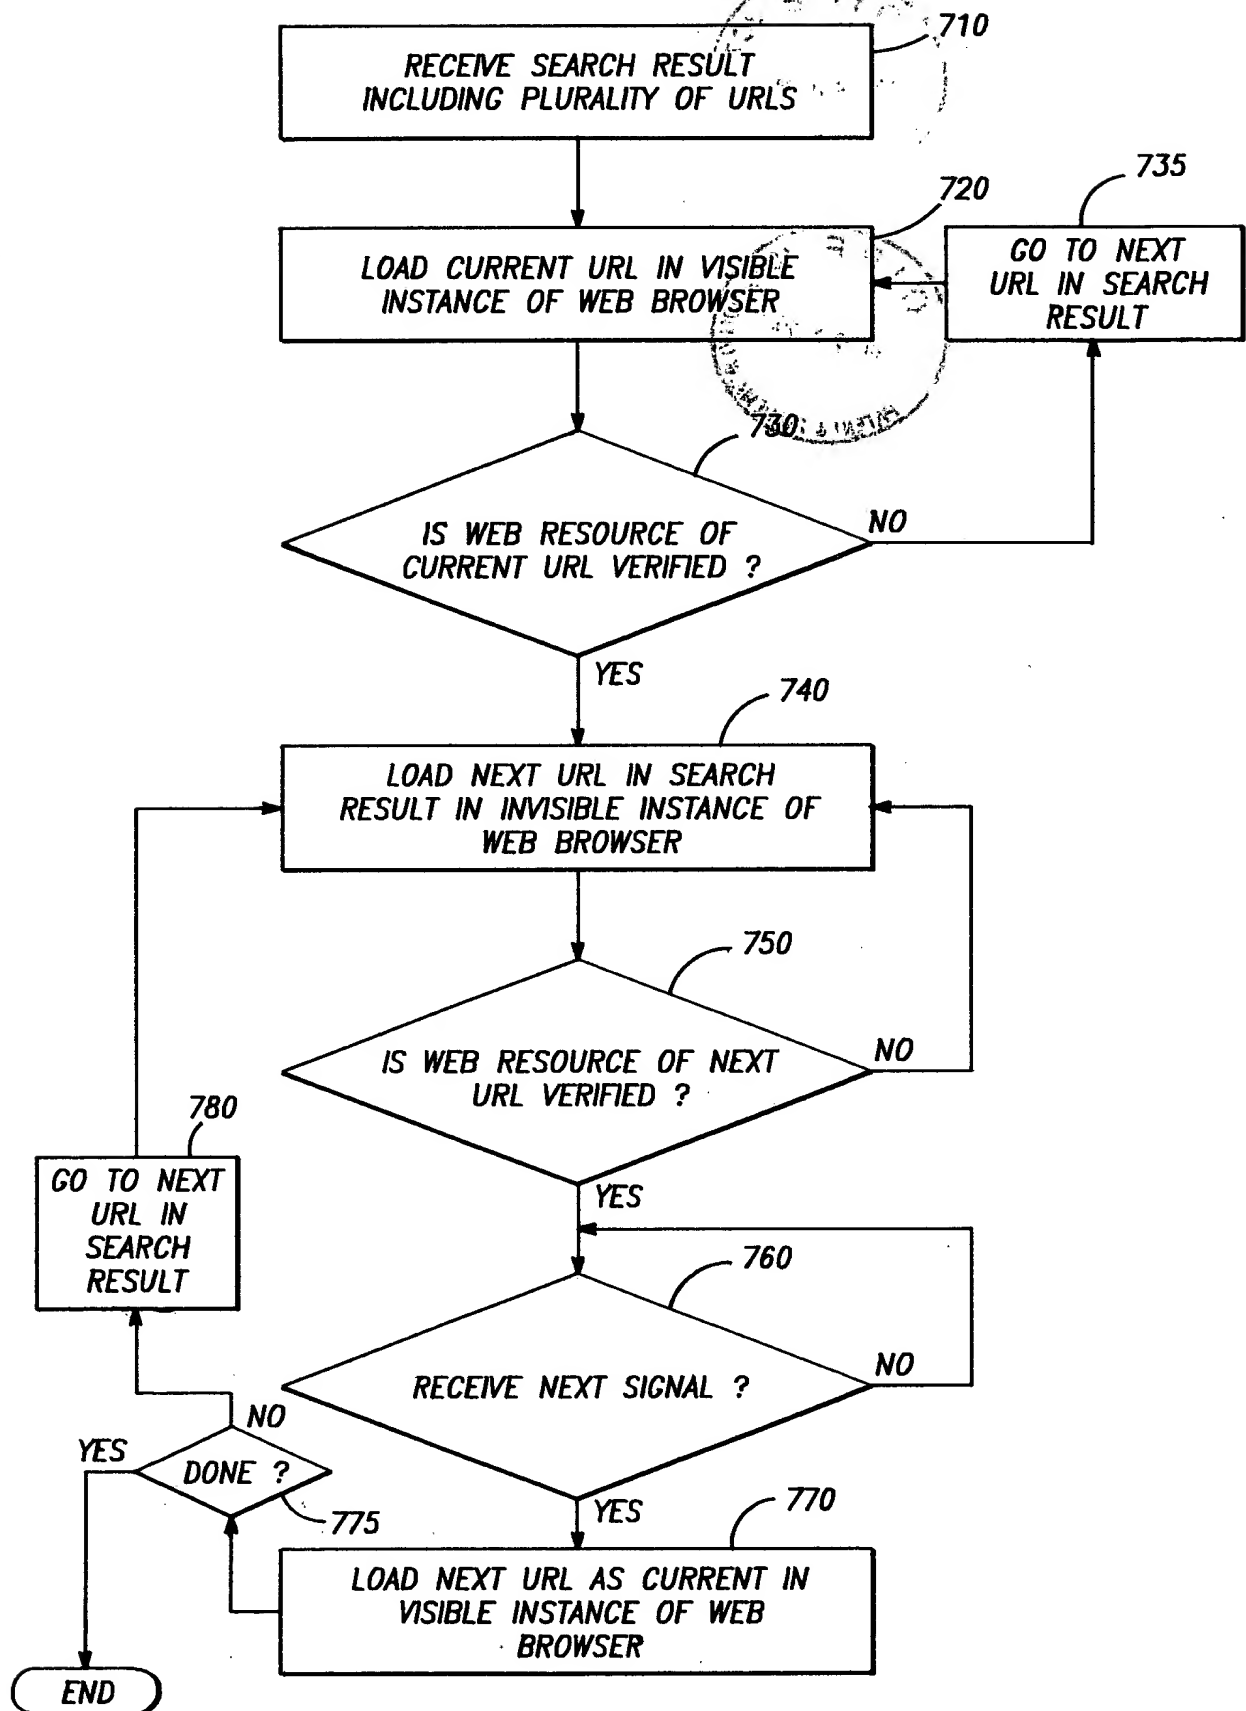 710
RECEIVE SEARCH RESULT
INCLUDING PLURALITY OF URLS
720
735
LOAD CURRENT URL IN VISIBLE
INSTANCE OF WEB BROWSER
GO TO NEXT
URL IN SEARCH
RESULT
730
IS WEB RESOURCE OF
CURRENT URL VERIFIED ?
NO
YES
740
LOAD NEXT URL IN SEARCH
RESULT IN INVISIBLE INSTANCE OF
WEB BROWSER
750
IS WEB RESOURCE OF NEXT
URL VERIFIED ?
NO
YES
780
GO TO NEXT
URL IN
SEARCH
RESULT
760
RECEIVE NEXT SIGNAL ?
NO
YES
NO
YES
DONE ?
775
770
LOAD NEXT URL AS CURRENT IN
VISIBLE INSTANCE OF WEB
BROWSER
END